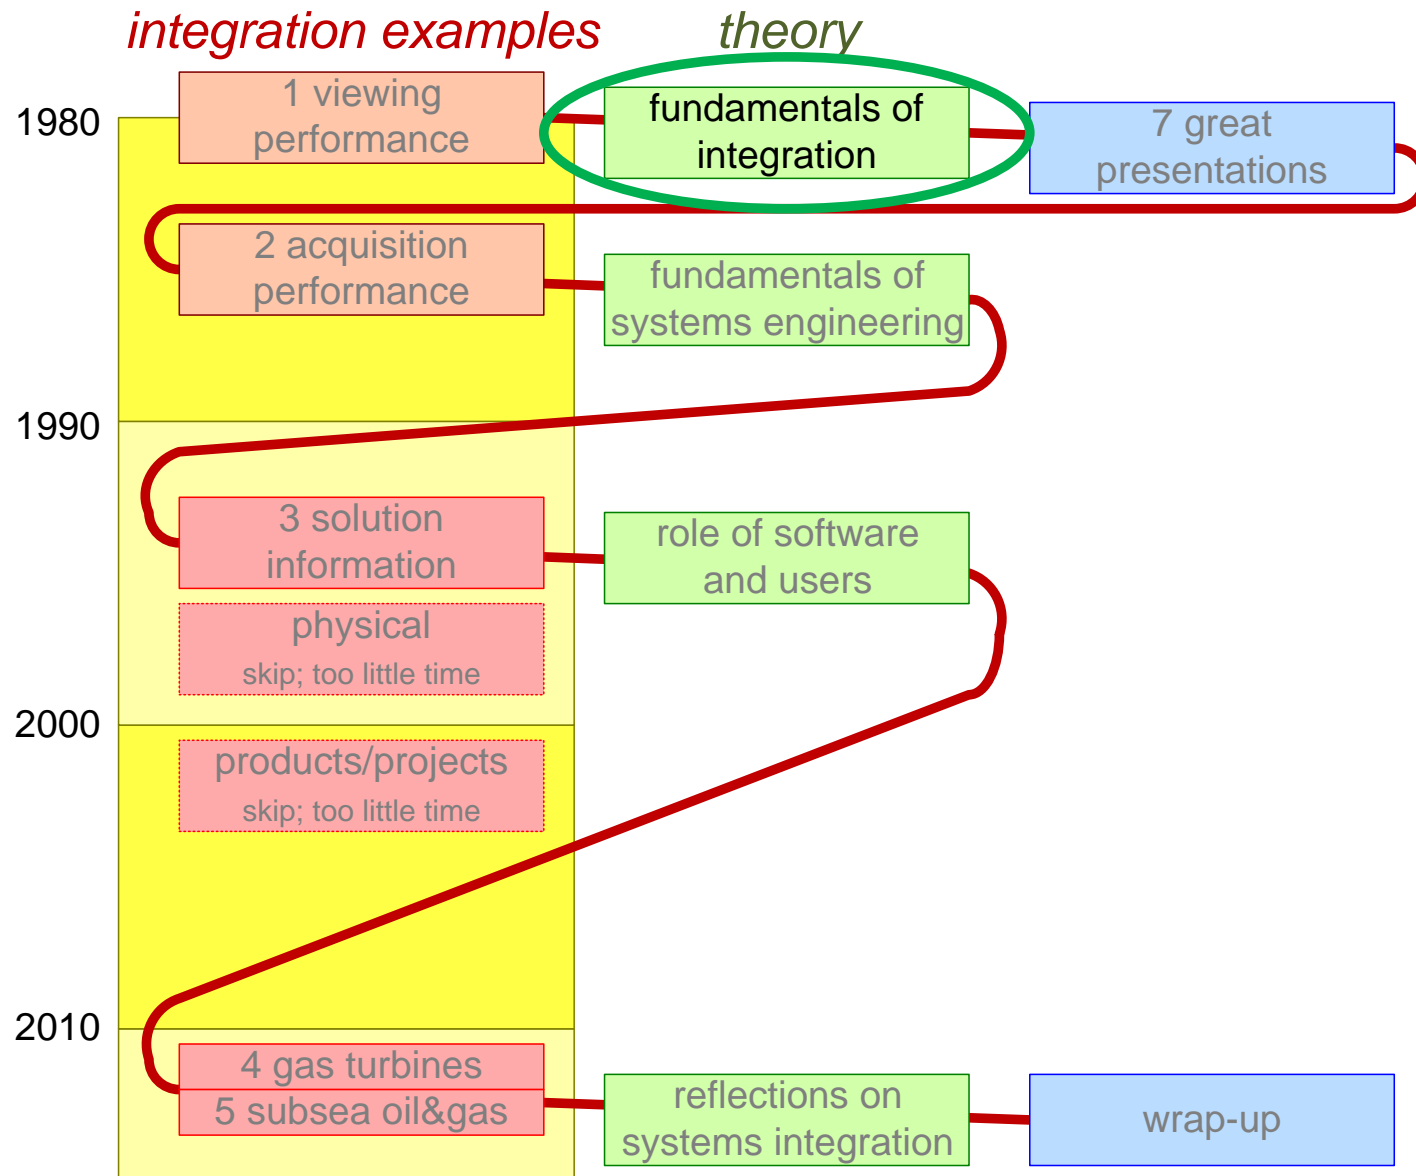 integration examples
theory
1980
1 viewing
performance
fundamentals of
integration
7 great
presentations
2 acquisition
performance
fundamentals of
systems engineering
1990
3 solution
information
role of software
and users
physical
skip; too little time
2000
products/projects
skip; too little time
2010
4 gas turbines
5 subsea oil&gas
reflections on
systems integration
wrap-up